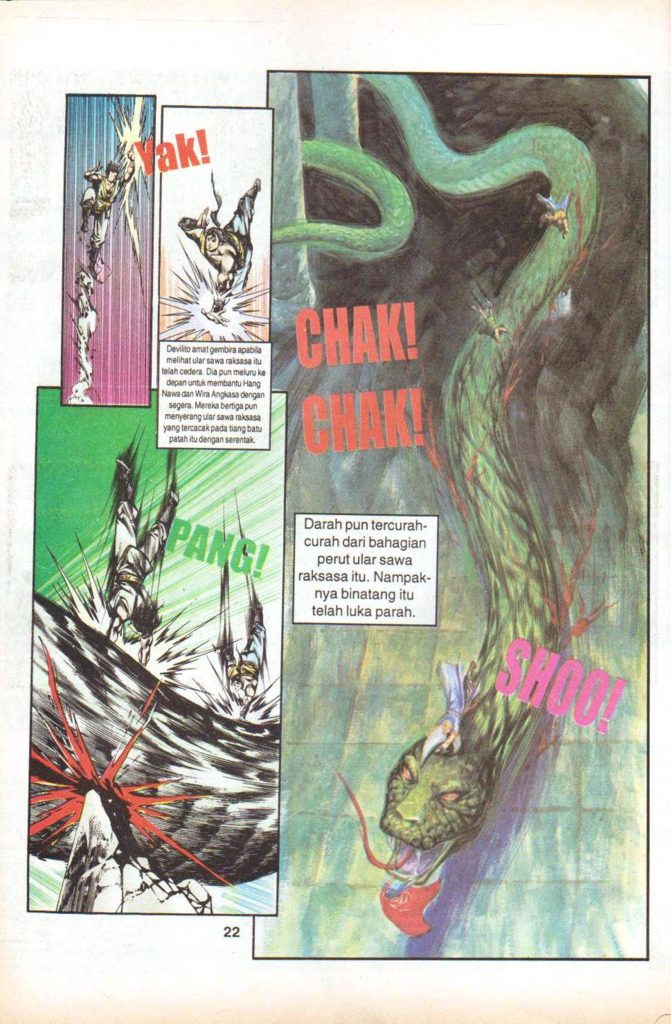 Yak!
Devilito amat gembira apabila
melihat ular sawa raksasa itu
telah cedera. Dia pun meluru ke
depan untuk membantu Hang
Nawa dan Wira Angkasa dengan
segera. Mereka bertiga pun
menyerang ular sawa raksasa
yang tercacak pada tiang batu
patah itu dengan serentak.
PANG!
CHAK!
CHAK!
Darah pun tercurah-
curah dari bahagian
perut ular sawa
raksasa itu. Nampak-
nya binatang itu
telah luka parah.
SHOO!
22